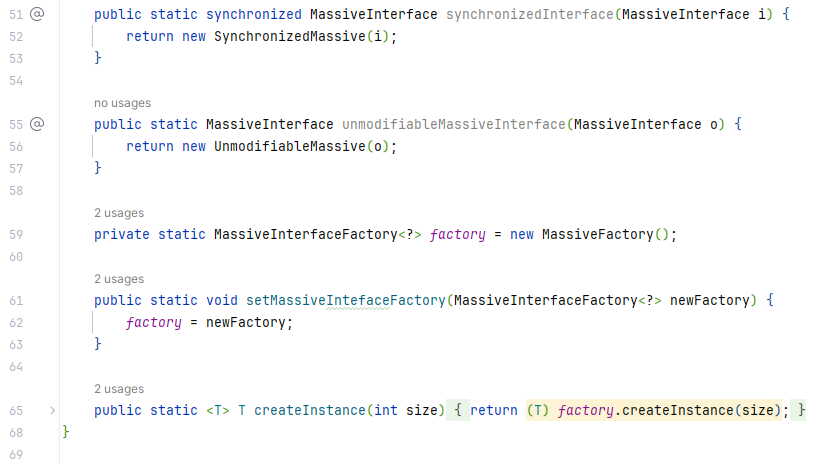 51 @ public static synchronized MassiveInterface synchronizedInterface(MassiveInterface i) {
52 return new SynchronizedMassive(i);
53 }
54
no usages
55 @ public static MassiveInterface unmodifiableMassiveInterface(MassiveInterface o) {
56 return new UnmodifiableMassive(o);
57 }
58
2 usages
59 private static MassiveInterfaceFactory<?> factory = new MassiveFactory();
60
2 usages
61 public static void setMassiveIntefaceFactory(MassiveInterfaceFactory<?> newFactory) {
62 factory = newFactory;
63 }
64
2 usages
65 public static <T> T createInstance(int size) { return (T) factory.createInstance(size); }
68 }
69